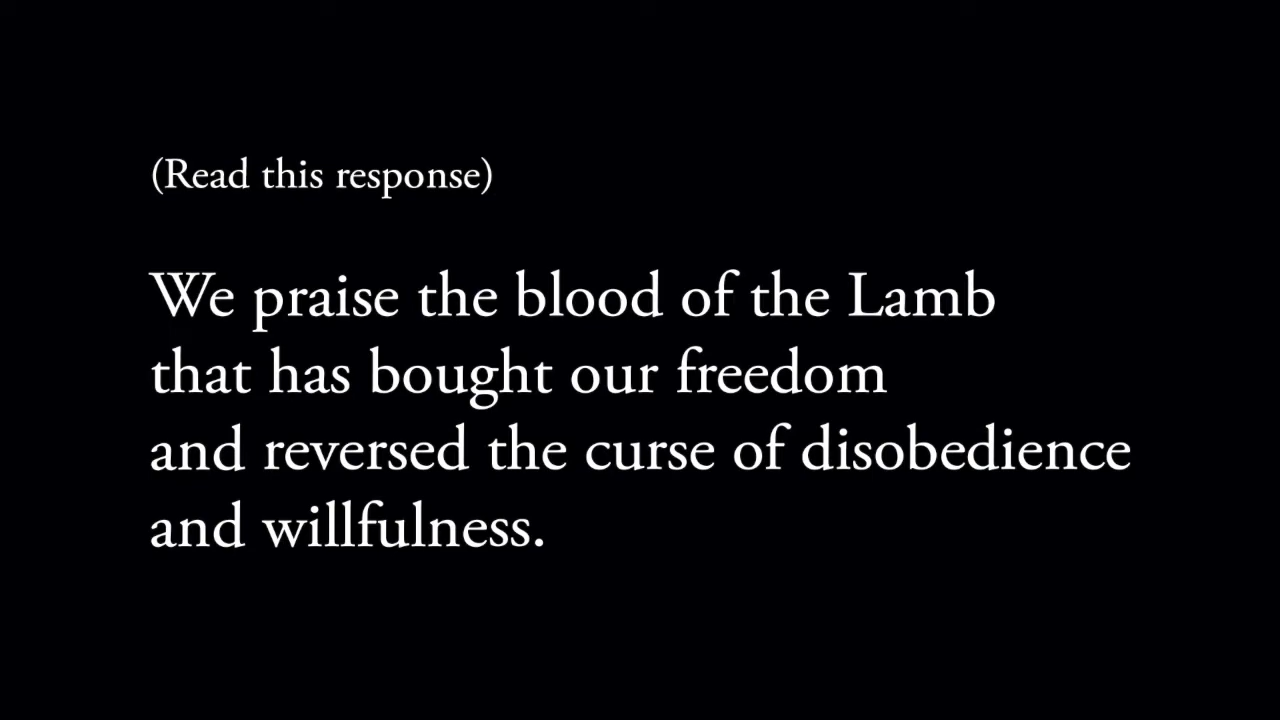 (Read this response)
We praise the blood of the Lamb
that has bought our freedom
and reversed the curse of disobedience
and willfulness.